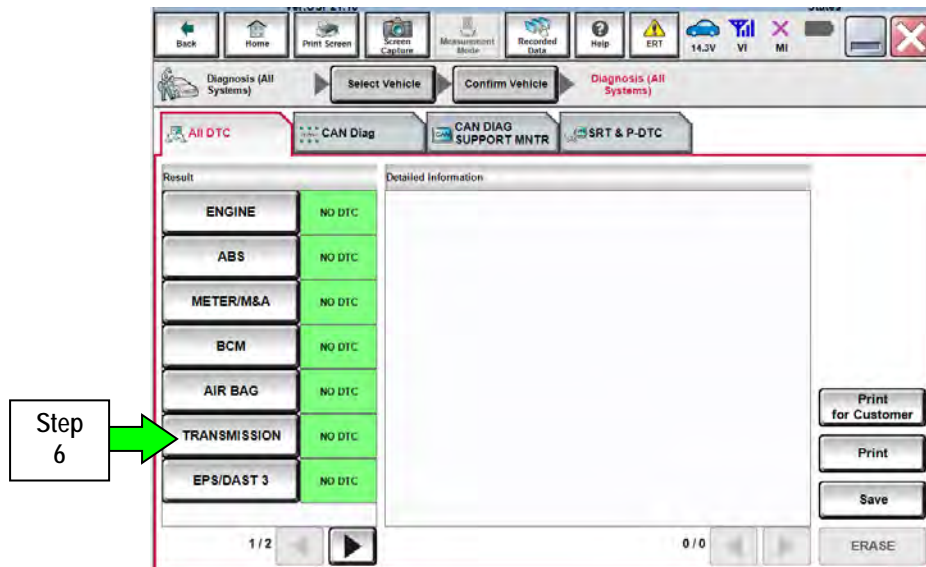 Back
Home
Print Screen
Screen
Capture
Measurement
Mode
Recorded
Data
Help
ERT
14.3V
VI
MI
Diagnosis (All
Systems)
Select Vehicle
Confirm Vehicle
Diagnosis (All
Systems)
All DTC
CAN Diag
CAN DIAG
SUPPORT MNTR
SRT & P-DTC
Result
Detailed Information
ENGINE
NO DTC
ABS
NO DTC
METER/M&A
NO DTC
BCM
NO DTC
AIR BAG
NO DTC
Step
6
TRANSMISSION
NO DTC
EPS/DAST 3
NO DTC
Print
for Customer
Print
Save
1/2
0/0
ERASE